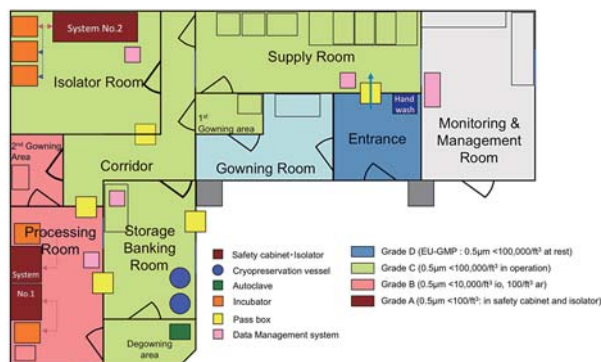 System No.2
Isolator Room
Supply Room
1st
Gowning area
Hand
wash
2nd Gowning
Area
Corridor
Gowning Room
Entrance
Monitoring &
Management
Room
Processing
Room
Storage
Banking
Room
System
No.1
Degowning
area
Safety cabinet・Isolator
Cryopreservation vessel
Autoclave
Incubator
Pass box
Data Management system
Grade D (EU-GMP : 0.5μm <100,000/ft³ at rest)
Grade C (0.5μm <100,000/ft³ in operation)
Grade B (0.5μm <10,000/ft³ io, 100/ft³ ar)
Grade A (0.5μm <100/ft³: in safety cabinet and isolator)